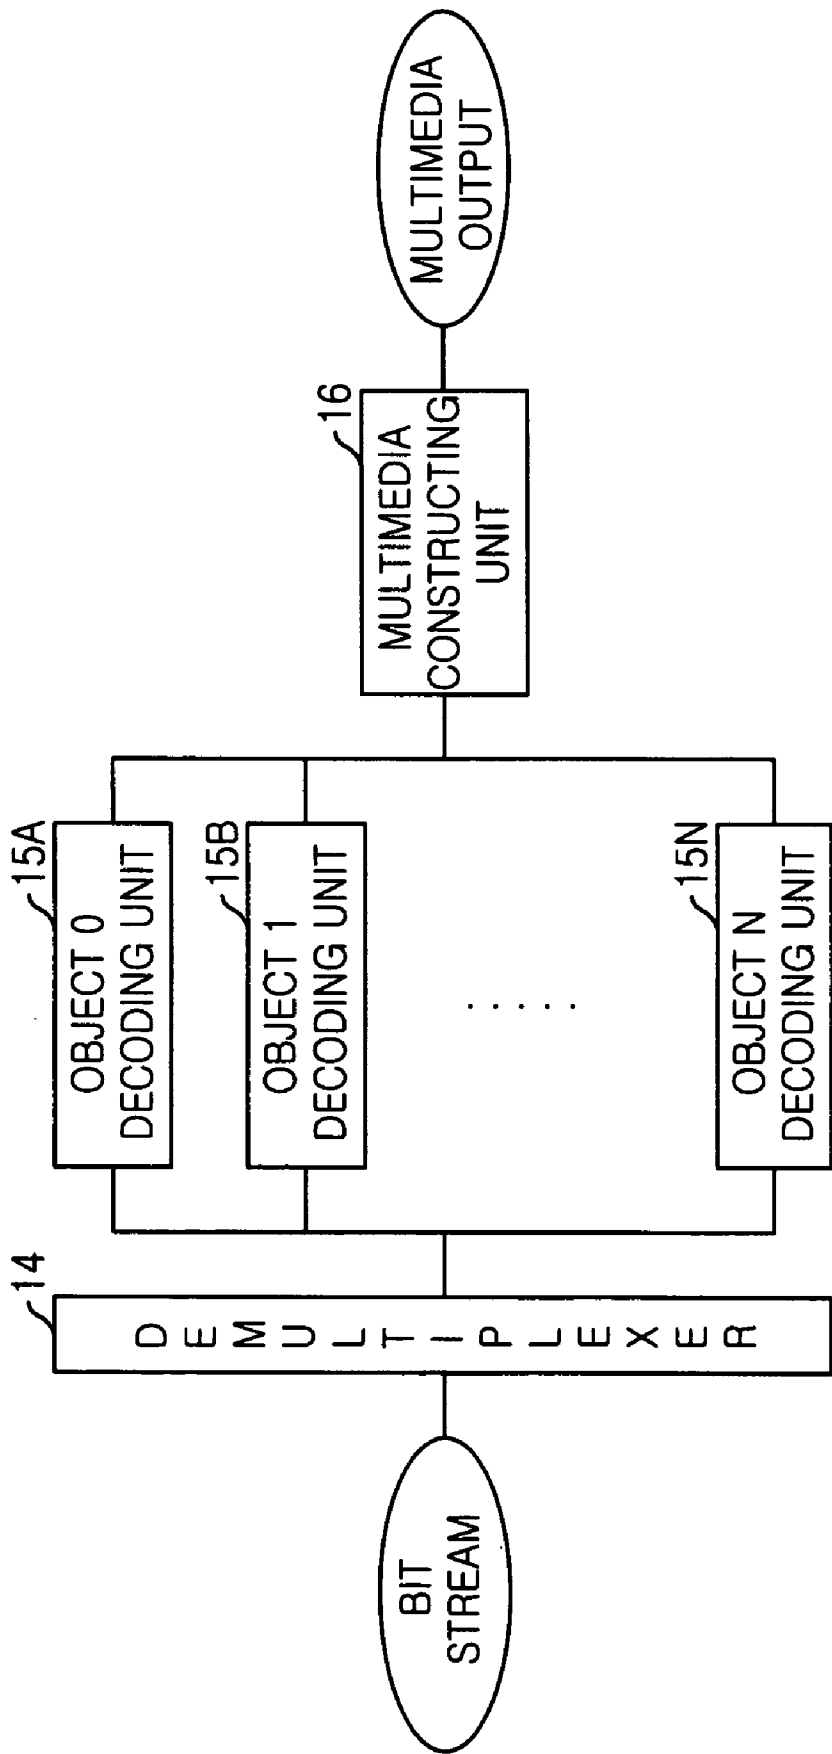 BIT
STREAM
14
DEMULTIPLEXER
15A
OBJECT 0
DECODING UNIT
15B
OBJECT 1
DECODING UNIT
.....
15N
OBJECT N
DECODING UNIT
16
MULTIMEDIA
CONSTRUCTING
UNIT
MULTIMEDIA
OUTPUT